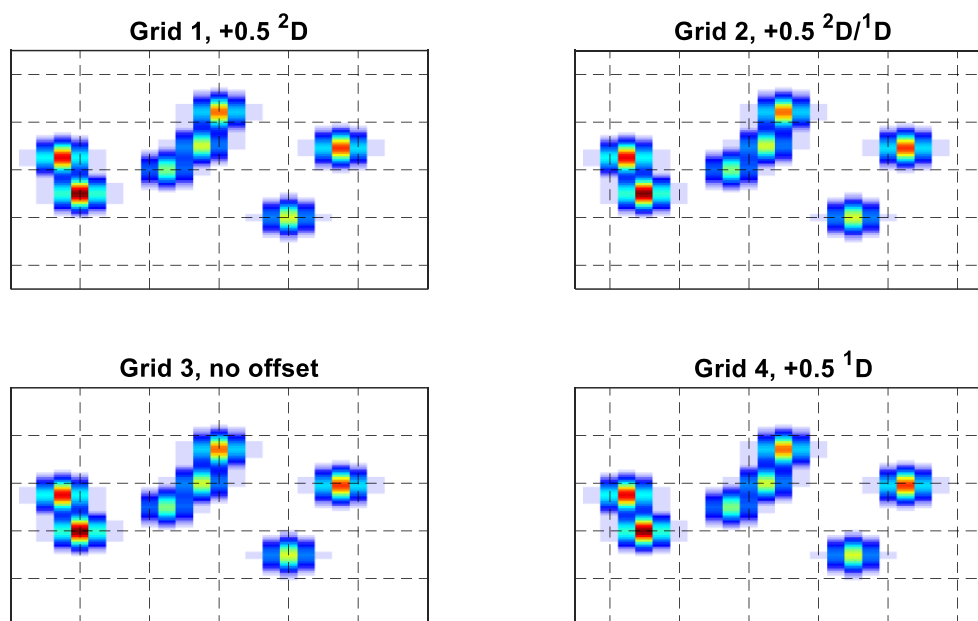 Grid 1, +0.5 ²D
Grid 2, +0.5 ²D/¹D
Grid 3, no offset
Grid 4, +0.5 ¹D